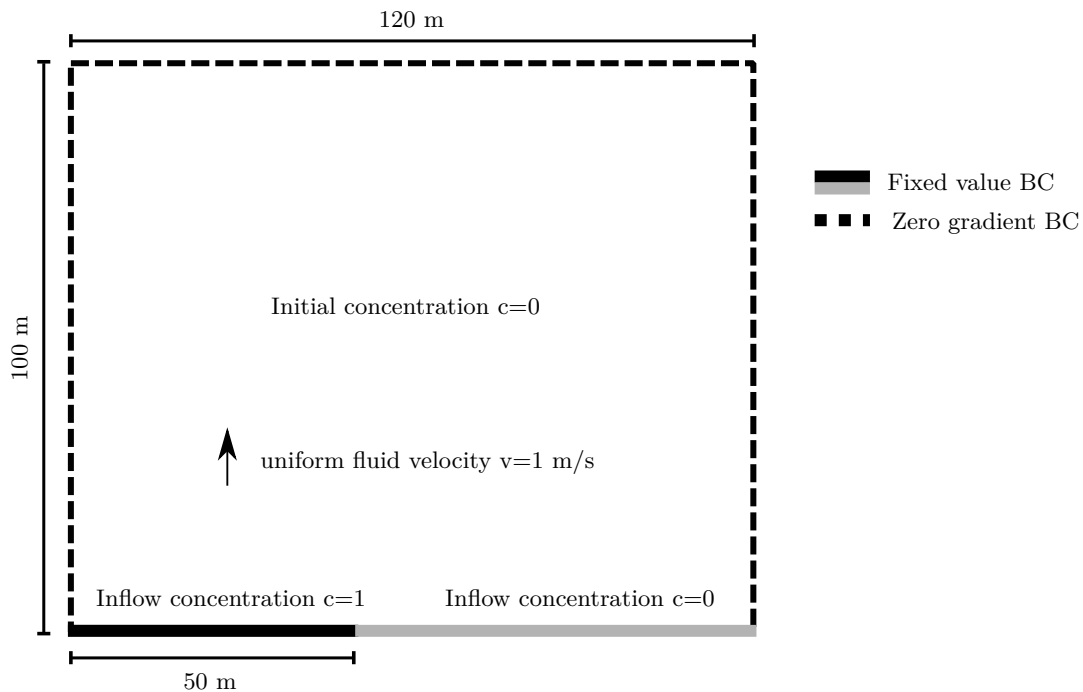 120 m
Fixed value BC
Zero gradient BC
Initial concentration c=0
100 m
uniform fluid velocity v=1 m/s
Inflow concentration c=1
Inflow concentration c=0
50 m